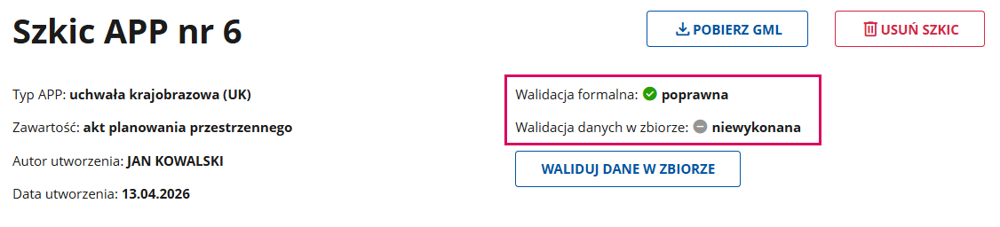 Szkic APP nr 6
POBIERZ GML
USUŃ SZKIC
Typ APP: uchwała krajobrazowa (UK)
Zawartość: akt planowania przestrzennego
Autor utworzenia: JAN KOWALSKI
Data utworzenia: 13.04.2026
Walidacja formalna: poprawna
Walidacja danych w zbiorze: niewykonana
WALIDUJ DANE W ZBIORZE